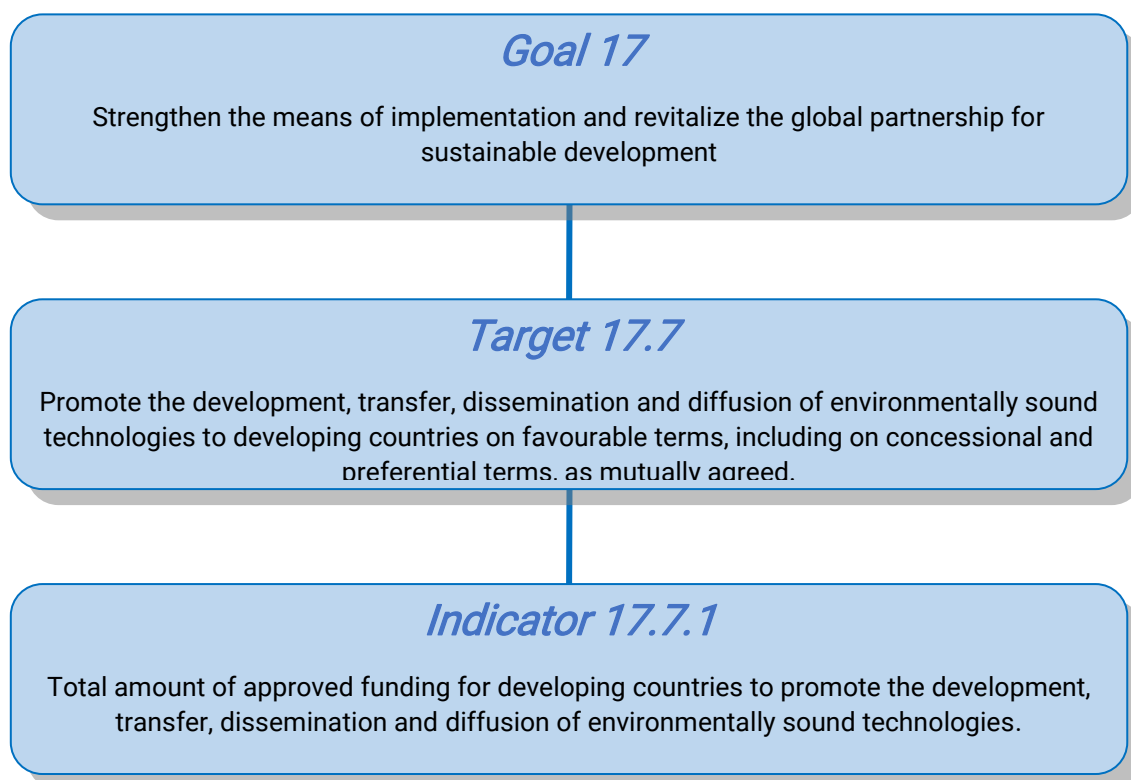 Goal 17
Strengthen the means of implementation and revitalize the global partnership for
sustainable development
Target 17.7
Promote the development, transfer, dissemination and diffusion of environmentally sound
technologies to developing countries on favourable terms, including on concessional and
preferential terms, as mutually agreed.
Indicator 17.7.1
Total amount of approved funding for developing countries to promote the development,
transfer, dissemination and diffusion of environmentally sound technologies.